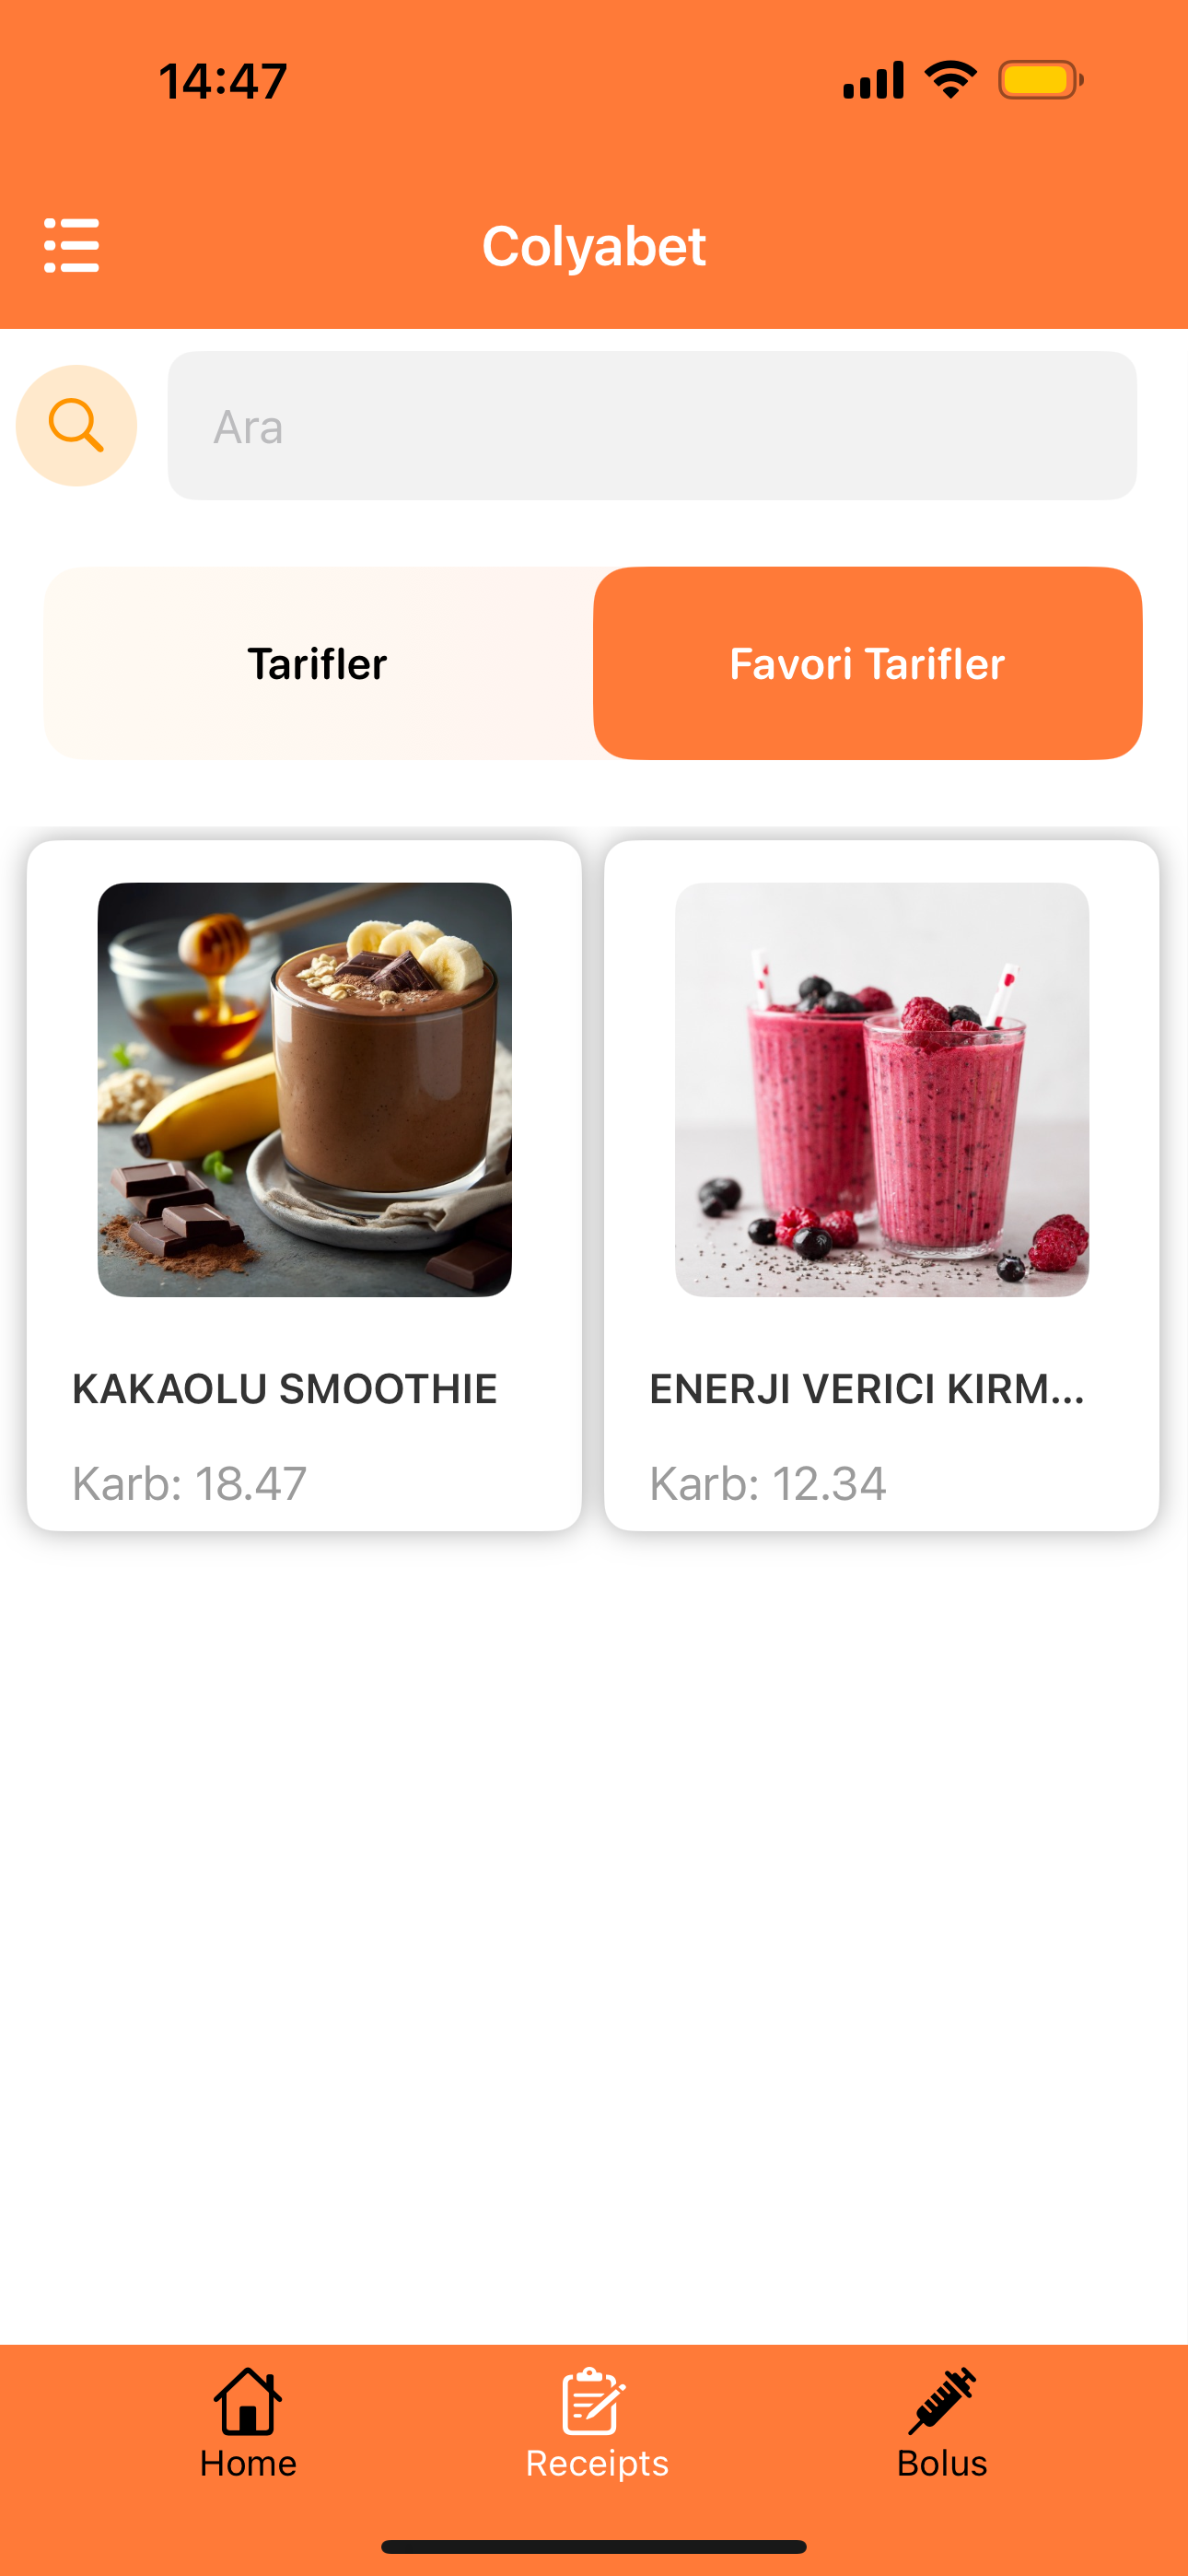 14:47
Colyabet
Ara
Tarifler
Favori Tarifler
KAKAOLU SMOOTHIE
Karb: 18.47
ENERJI VERICI KIRM...
Karb: 12.34
Home
Receipts
Bolus